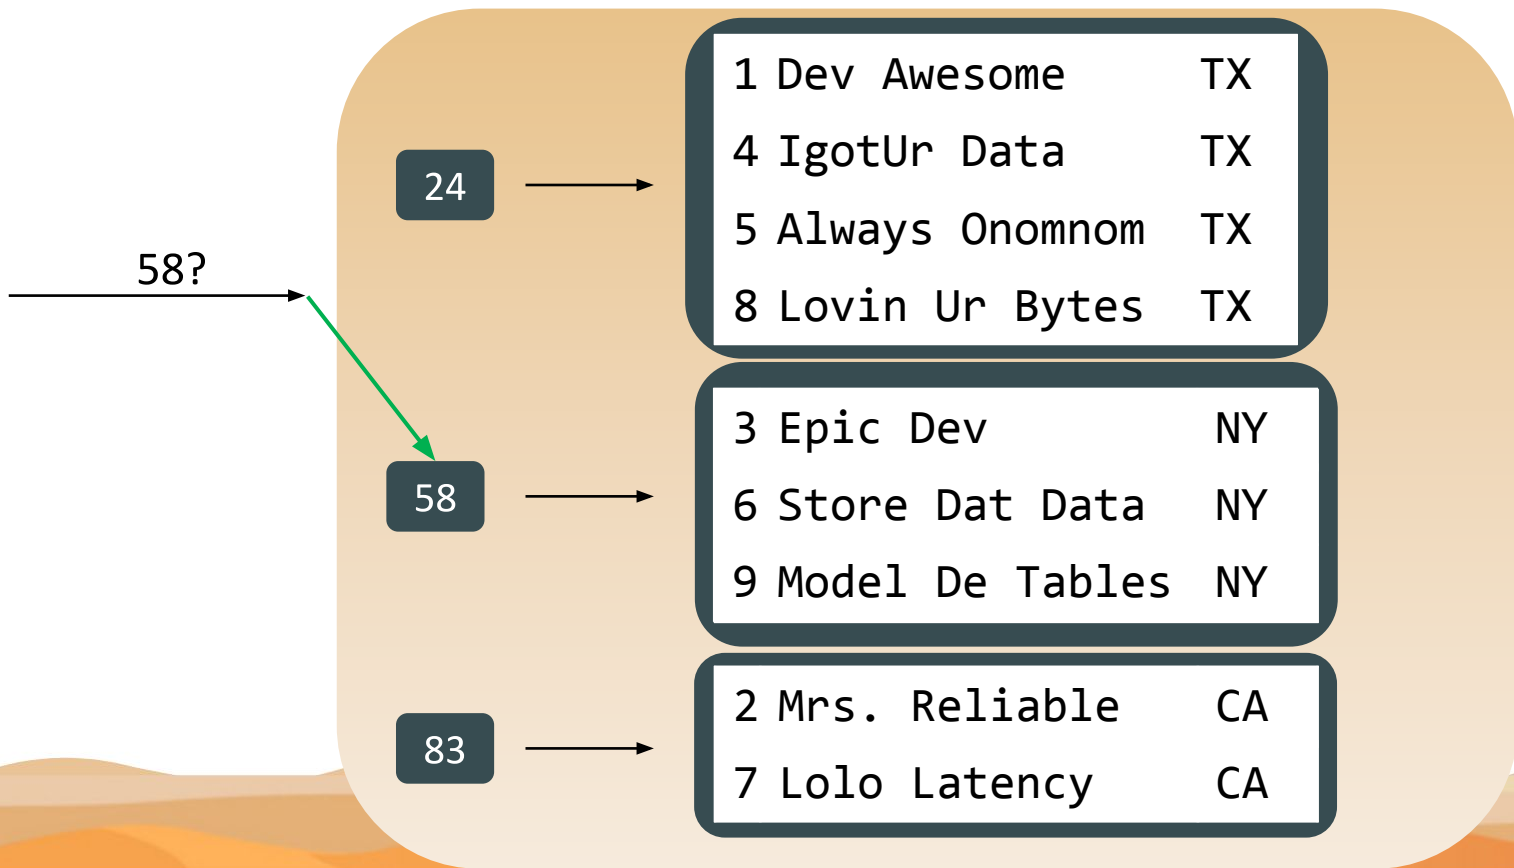 58?
24
1 Dev Awesome TX
4 IgotUr Data TX
5 Always Onomnom TX
8 Lovin Ur Bytes TX
58
3 Epic Dev NY
6 Store Dat Data NY
9 Model De Tables NY
83
2 Mrs. Reliable CA
7 Lolo Latency CA